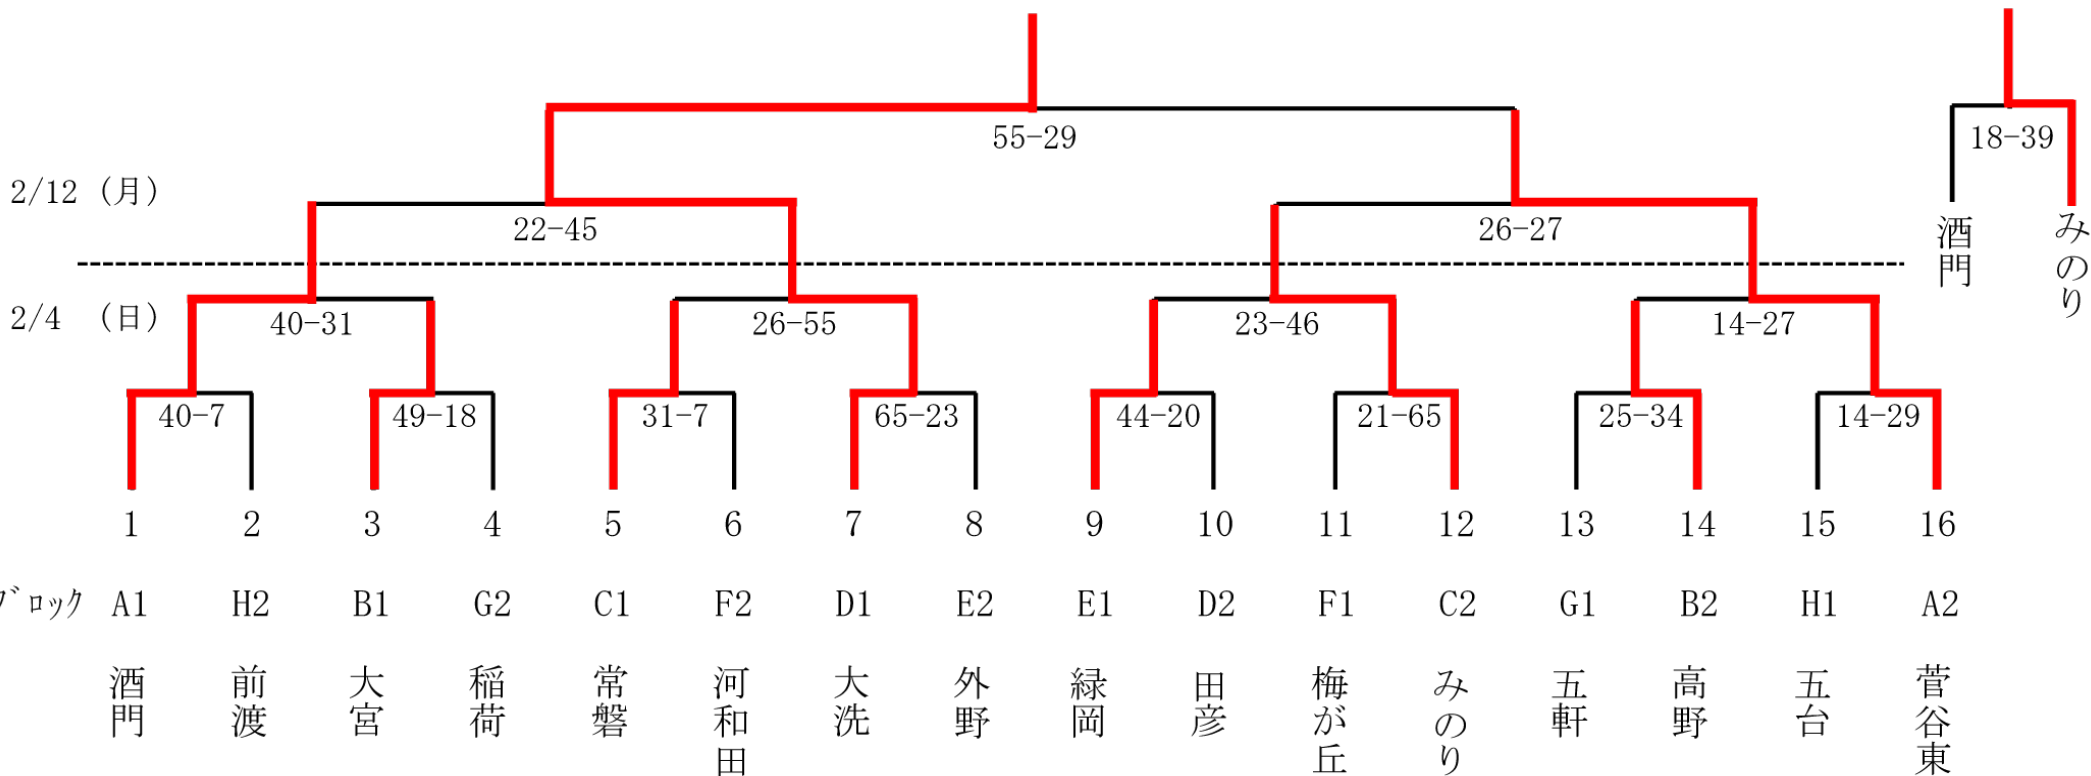 55-29
18-39
2/12 (月)
22-45
26-27
酒門
みのり
2/4 (日)
40-31
26-55
23-46
14-27
40-7
49-18
31-7
65-23
44-20
21-65
25-34
14-29
1 2 3 4 5 6 7 8 9 10 11 12 13 14 15 16
ﾌﾞﾛｯｸ A1 H2 B1 G2 C1 F2 D1 E2 E1 D2 F1 C2 G1 B2 H1 A2
酒門
前渡
大宮
稲荷
常磐
河和田
大洗
外野
緑岡
田彦
梅が丘
みのり
五軒
高野
五台
菅谷東